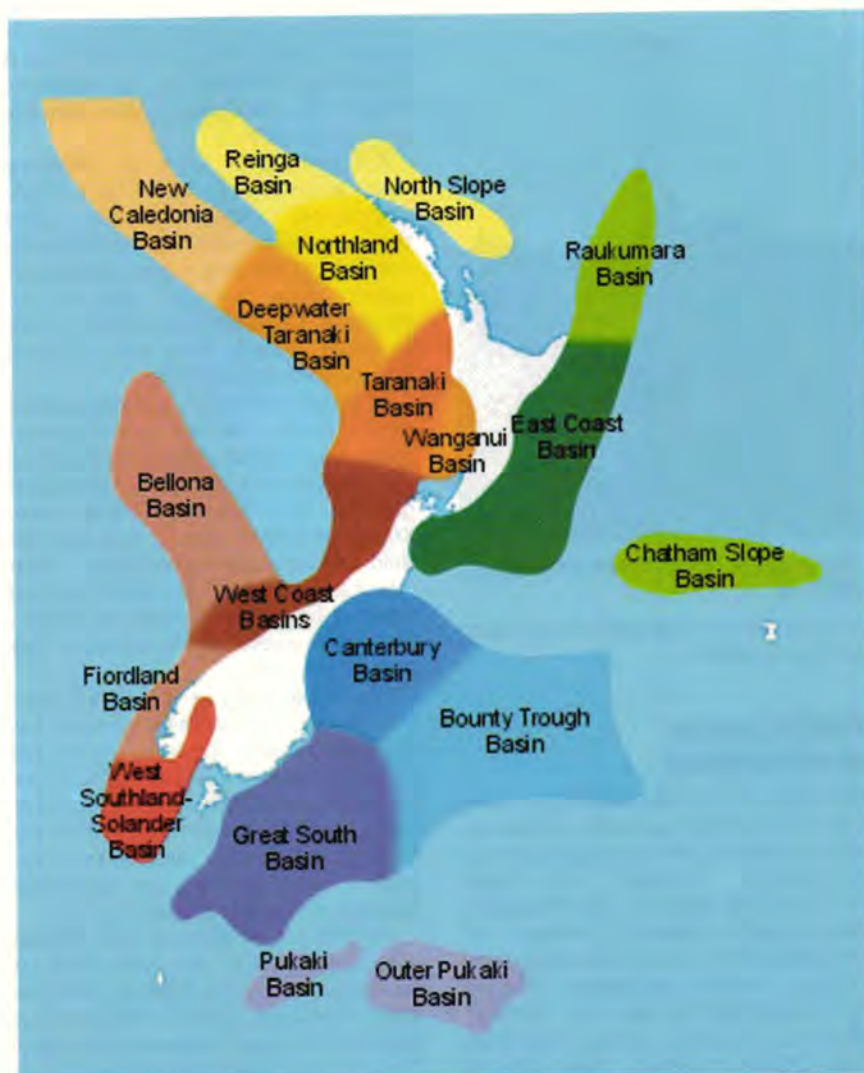 Reinga
Basin
North Slope
Basin
New
Caledonia
Basin
Northland
Basin
Raukumara
Basin
Deepwater
Taranaki
Basin
Taranaki
Basin
Wanganui
Basin
East Coast
Basin
Bellona
Basin
Chatham Slope
Basin
West Coast
Basins
Canterbury
Basin
Fiordland
Basin
Bounty Trough
Basin
West
Southland-
Solander
Basin
Great South
Basin
Pukaki
Basin
Outer Pukaki
Basin